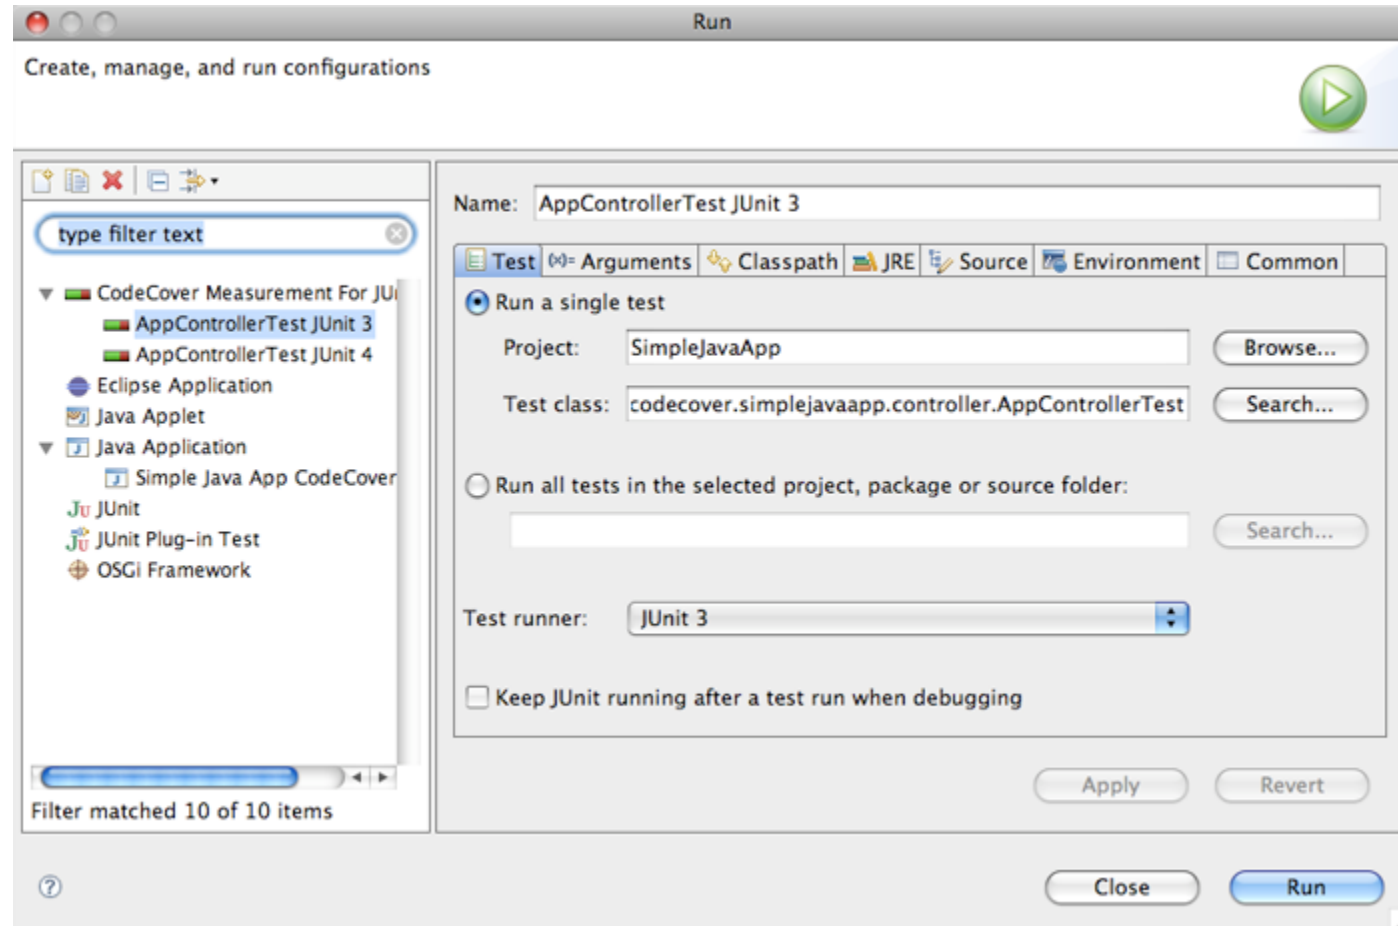 Run
Create, manage, and run configurations
type filter text
CodeCover Measurement For JU
AppControllerTest JUnit 3
AppControllerTest JUnit 4
Eclipse Application
Java Applet
Java Application
Simple Java App CodeCover
JUnit
JUnit Plug-in Test
OSGi Framework
Filter matched 10 of 10 items
Name: AppControllerTest JUnit 3
Test (x)= Arguments Classpath JRE Source Environment Common
Run a single test
Project: SimpleJavaApp Browse...
Test class: codecover.simplejavaapp.controller.AppControllerTest Search...
Run all tests in the selected project, package or source folder:
Search...
Test runner: JUnit 3
Keep JUnit running after a test run when debugging
Apply Revert
? Close Run